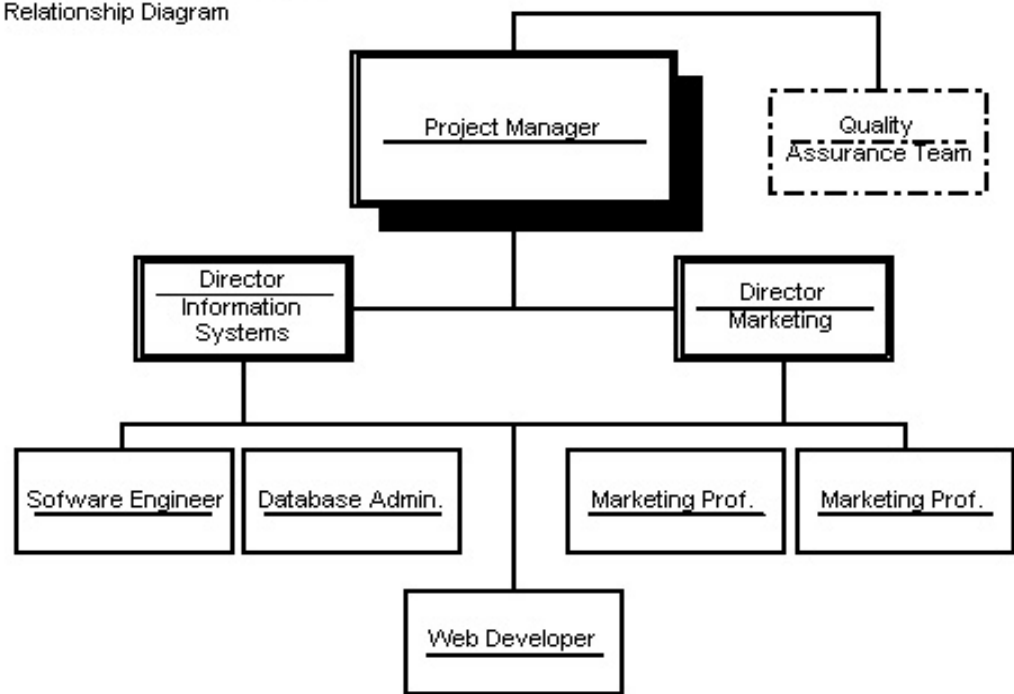 Relationship Diagram
Project Manager
Quality
Assurance Team
Director
Information
Systems
Director
Marketing
Sofware Engineer
Database Admin.
Marketing Prof.
Marketing Prof.
Web Developer